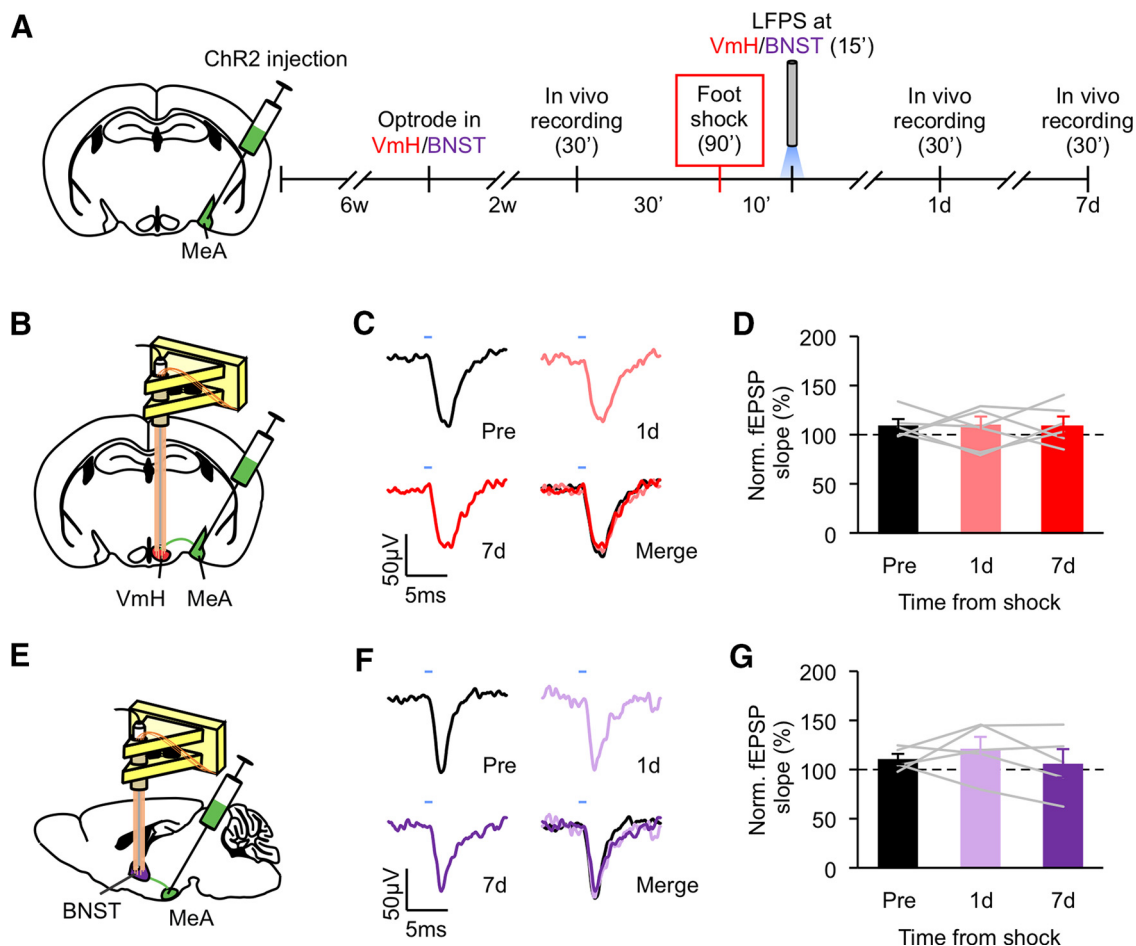 A
ChR2 injection
MeA
6w
Optrode in
VmH/BNST
2w
In vivo
recording
(30’)
30’
Foot
shock
(90’)
10’
LFPS at
VmH/BNST (15’)
In vivo
recording
(30’)
1d
In vivo
recording
(30’)
7d
B
VmH
MeA
C
Pre
1d
7d
Merge
50µV
5ms
D
Norm. fEPSP
slope (%)
200
150
100
50
0
Pre
1d
7d
Time from shock
E
BNST
MeA
F
Pre
1d
7d
Merge
50µV
5ms
G
Norm. fEPSP
slope (%)
200
150
100
50
0
Pre
1d
7d
Time from shock